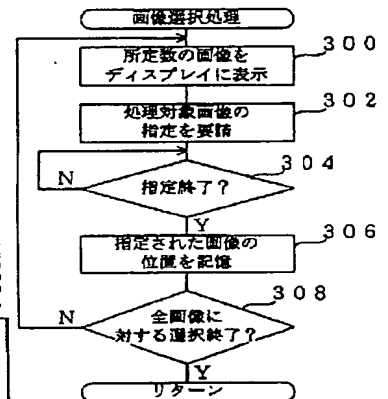 画像選択処理
所定数の画像を
ディスプレイに表示
３００
処理対象画像の
指定を要請
３０２
３０４
指定終了？
N
Y
指定された画像の
位置を記憶
３０６
３０８
全画像に
対する選択終了？
N
Y
リターン